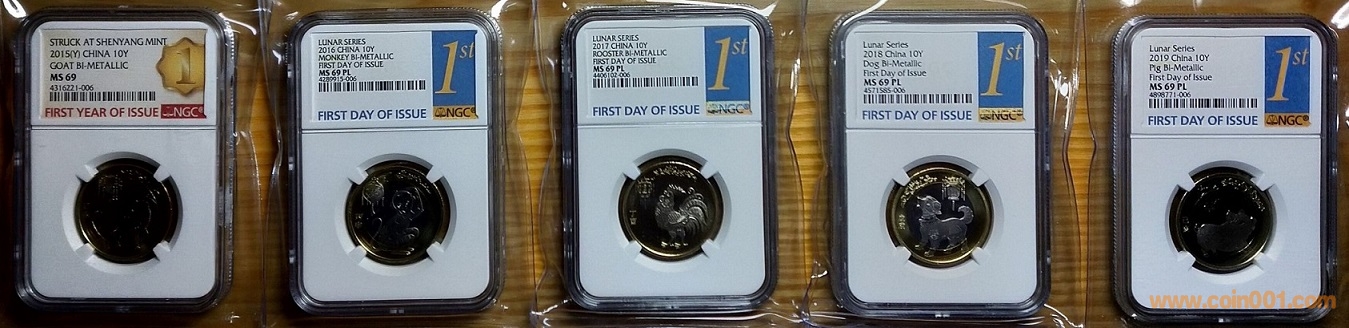 STRUCK AT SHENYANG MINT
2015(Y) CHINA 10Y
GOAT BI-METALLIC
MS 69
4316221-006
1
FIRST YEAR OF ISSUE NGC
LUNAR SERIES
2016 CHINA 10Y
MONKEY BI-METALLIC
FIRST DAY OF ISSUE
MS 69 PL
4289915-006
1st
FIRST DAY OF ISSUE NGC
LUNAR SERIES
2017 CHINA 10Y
ROOSTER BI-METALLIC
FIRST DAY OF ISSUE
MS 69 PL
4406102-006
1st
FIRST DAY OF ISSUE NGC
Lunar Series
2018 China 10Y
Dog Bi-Metallic
First Day of Issue
MS 69 PL
4571585-006
1st
FIRST DAY OF ISSUE NGC
Lunar Series
2019 China 10Y
Pig Bi-Metallic
First Day of Issue
MS 69 PL
4898771-006
1st
FIRST DAY OF ISSUE NGC
www.coin001.com